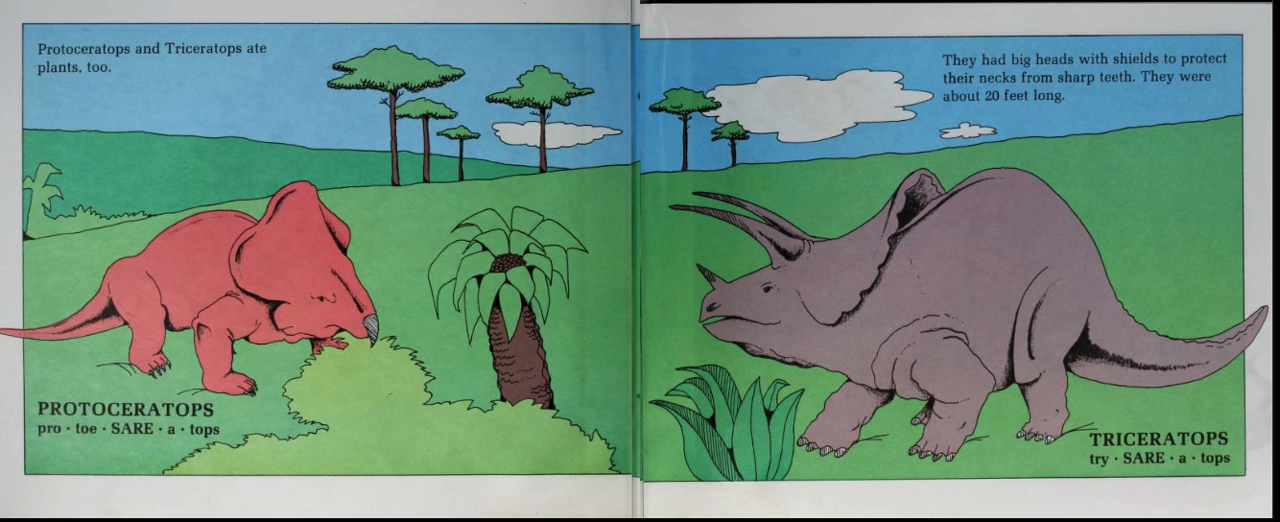 Protoceratops and Triceratops ate
plants, too.
PROTOCERATOPS
pro · toe · SARE · a · tops
They had big heads with shields to protect
their necks from sharp teeth. They were
about 20 feet long.
TRICERATOPS
try · SARE · a · tops